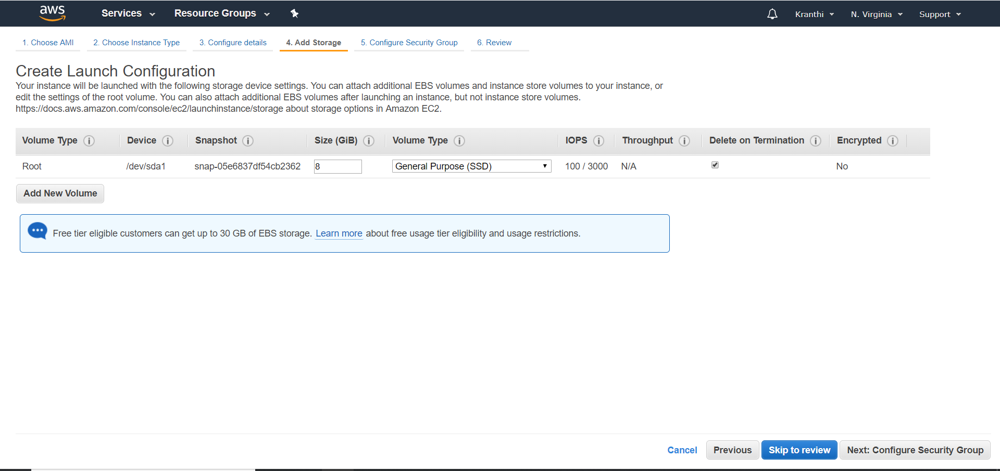 aws Services Resource Groups Kranthi N. Virginia Support
1. Choose AMI 2. Choose Instance Type 3. Configure details 4. Add Storage 5. Configure Security Group 6. Review
Create Launch Configuration
Your instance will be launched with the following storage device settings. You can attach additional EBS volumes and instance store volumes to your instance, or
edit the settings of the root volume. You can also attach additional EBS volumes after launching an instance, but not instance store volumes.
https://docs.aws.amazon.com/console/ec2/launchinstance/storage about storage options in Amazon EC2.
Volume Type i Device i Snapshot i Size (GiB) i Volume Type i IOPS i Throughput i Delete on Termination i Encrypted i
Root /dev/sda1 snap-05e6837df54cb2362 8 General Purpose (SSD) 100 / 3000 N/A No
Add New Volume
Free tier eligible customers can get up to 30 GB of EBS storage. Learn more about free usage tier eligibility and usage restrictions.
Cancel Previous Skip to review Next: Configure Security Group